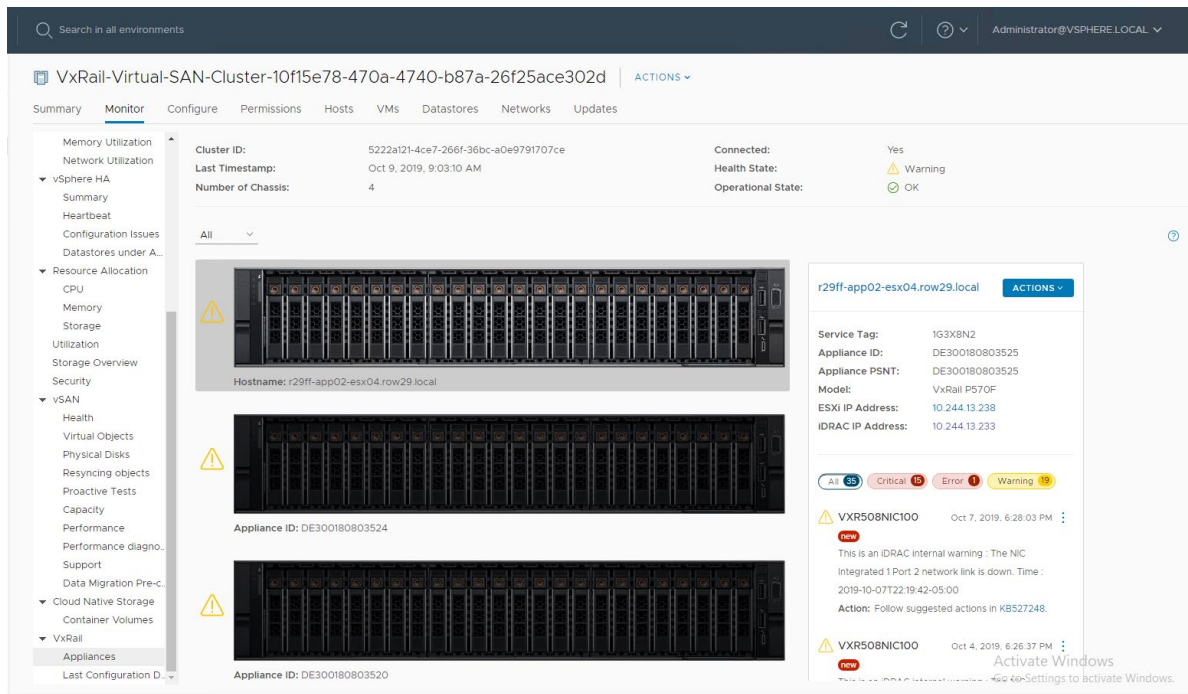 Search in all environments
Administrator@VSPHERE.LOCAL
VxRail-Virtual-SAN-Cluster-10f15e78-470a-4740-b87a-26f25ace302d
ACTIONS
Summary Monitor Configure Permissions Hosts VMs Datastores Networks Updates
Memory Utilization
Network Utilization
vSphere HA
Summary
Heartbeat
Configuration Issues
Datastores under A...
Resource Allocation
CPU
Memory
Storage
Utilization
Storage Overview
Security
vSAN
Health
Virtual Objects
Physical Disks
Resyncing objects
Proactive Tests
Capacity
Performance
Performance diagno...
Support
Data Migration Pre-c...
Cloud Native Storage
Container Volumes
VxRail
Appliances
Last Configuration D...
Cluster ID: 5222a121-4ce7-266f-36bc-a0e9791707ce
Last Timestamp: Oct 9, 2019, 9:03:10 AM
Number of Chassis: 4
Connected: Yes
Health State: Warning
Operational State: OK
All
Hostname: r29ff-app02-esx04.row29.local
Appliance ID: DE300180803524
Appliance ID: DE300180803520
r29ff-app02-esx04.row29.local
ACTIONS
Service Tag: 1G3X8N2
Appliance ID: DE300180803525
Appliance PSNT: DE300180803525
Model: VxRail P570F
ESXi IP Address: 10.244.13.238
iDRAC IP Address: 10.244.13.233
All 35 Critical 15 Error 1 Warning 19
VXR508NIC100 Oct 7, 2019, 6:28:03 PM
new
This is an iDRAC internal warning : The NIC
Integrated 1 Port 2 network link is down. Time :
2019-10-07T22:19:42-05:00
Action: Follow suggested actions in KB527248.
VXR508NIC100 Oct 4, 2019, 6:26:37 PM
new
Activate Windows
Go to Settings to activate Windows.